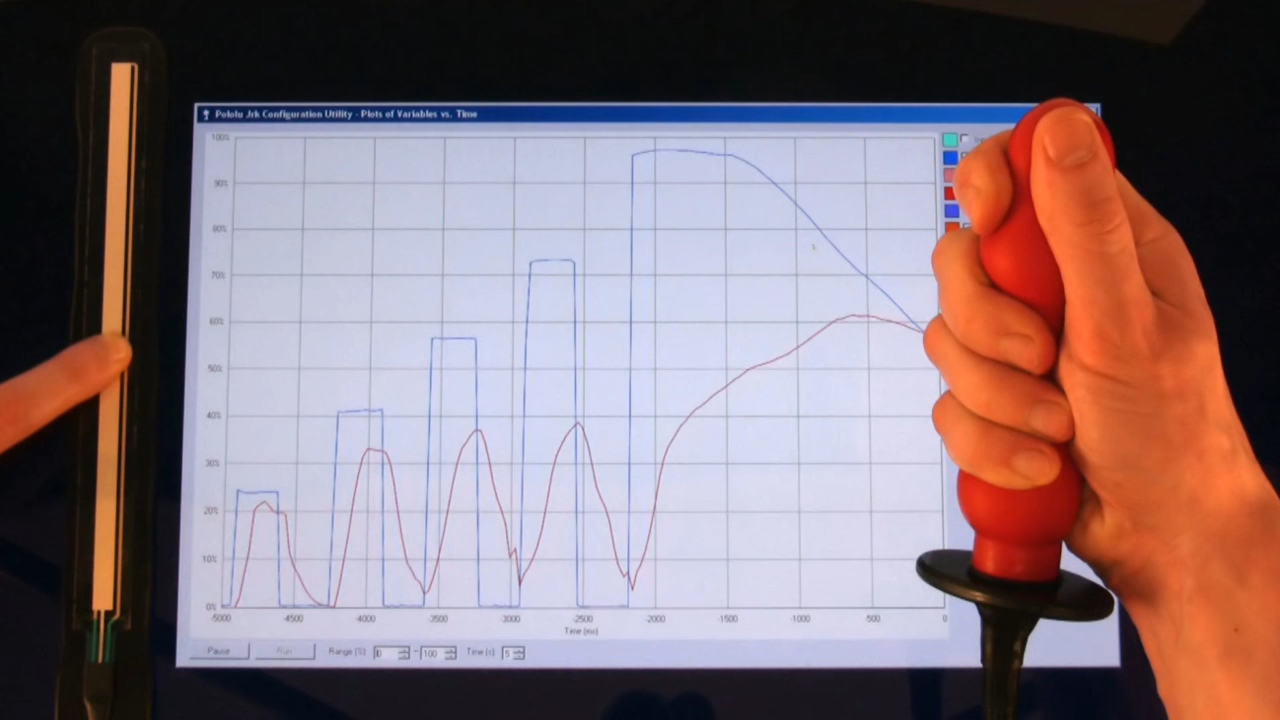 Pololu Jrk Configuration Utility - Plots of Variables vs. Time
100%
90%
80%
70%
60%
50%
40%
30%
20%
10%
0%
-5000 -4500 -4000 -3500 -3000 -2500 -2000 -1500 -1000 -500 0
Time (ms)
Pause Run Range (%) 0 - 100 Time (s) 5